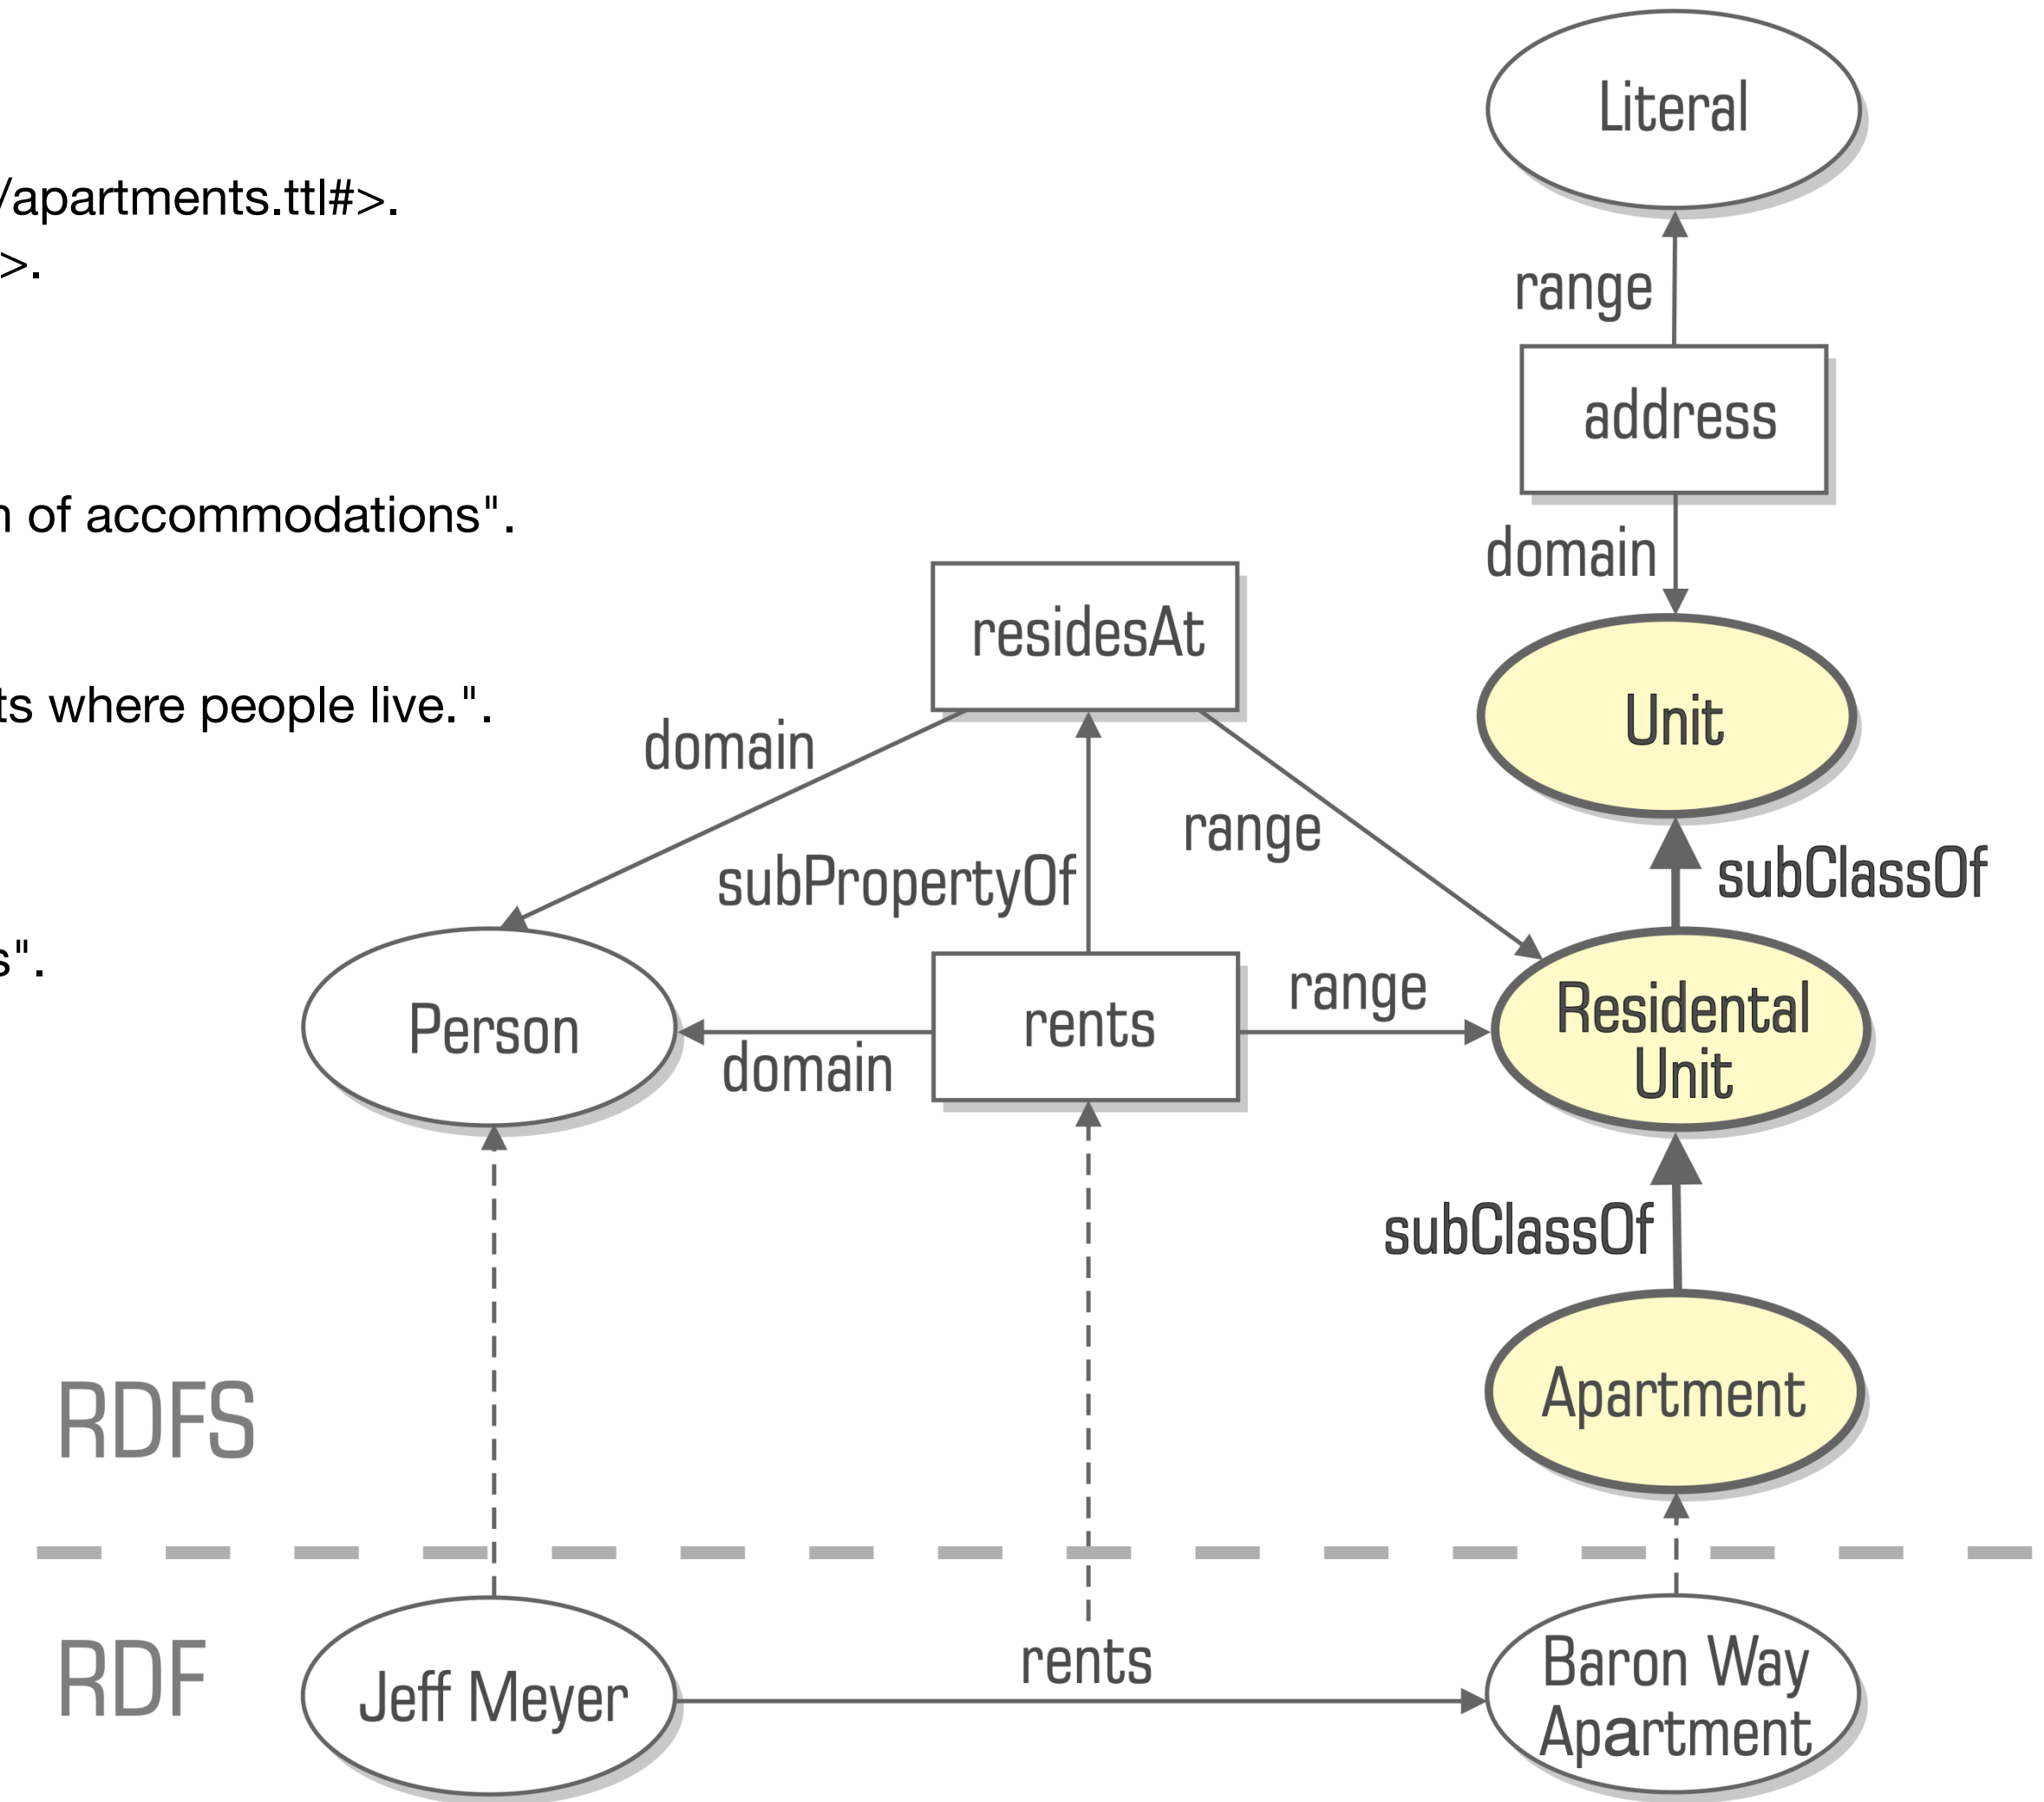 /apartments.ttl#>.
>.
of accommodations".
where people live.".
".
Literal
range
address
domain
residesAt
Unit
domain
range
subPropertyOf
subClassOf
Person
domain
rents
range
Residental
Unit
subClassOf
Apartment
RDFS
RDF
Jeff Meyer
rents
Baron Way
Apartment